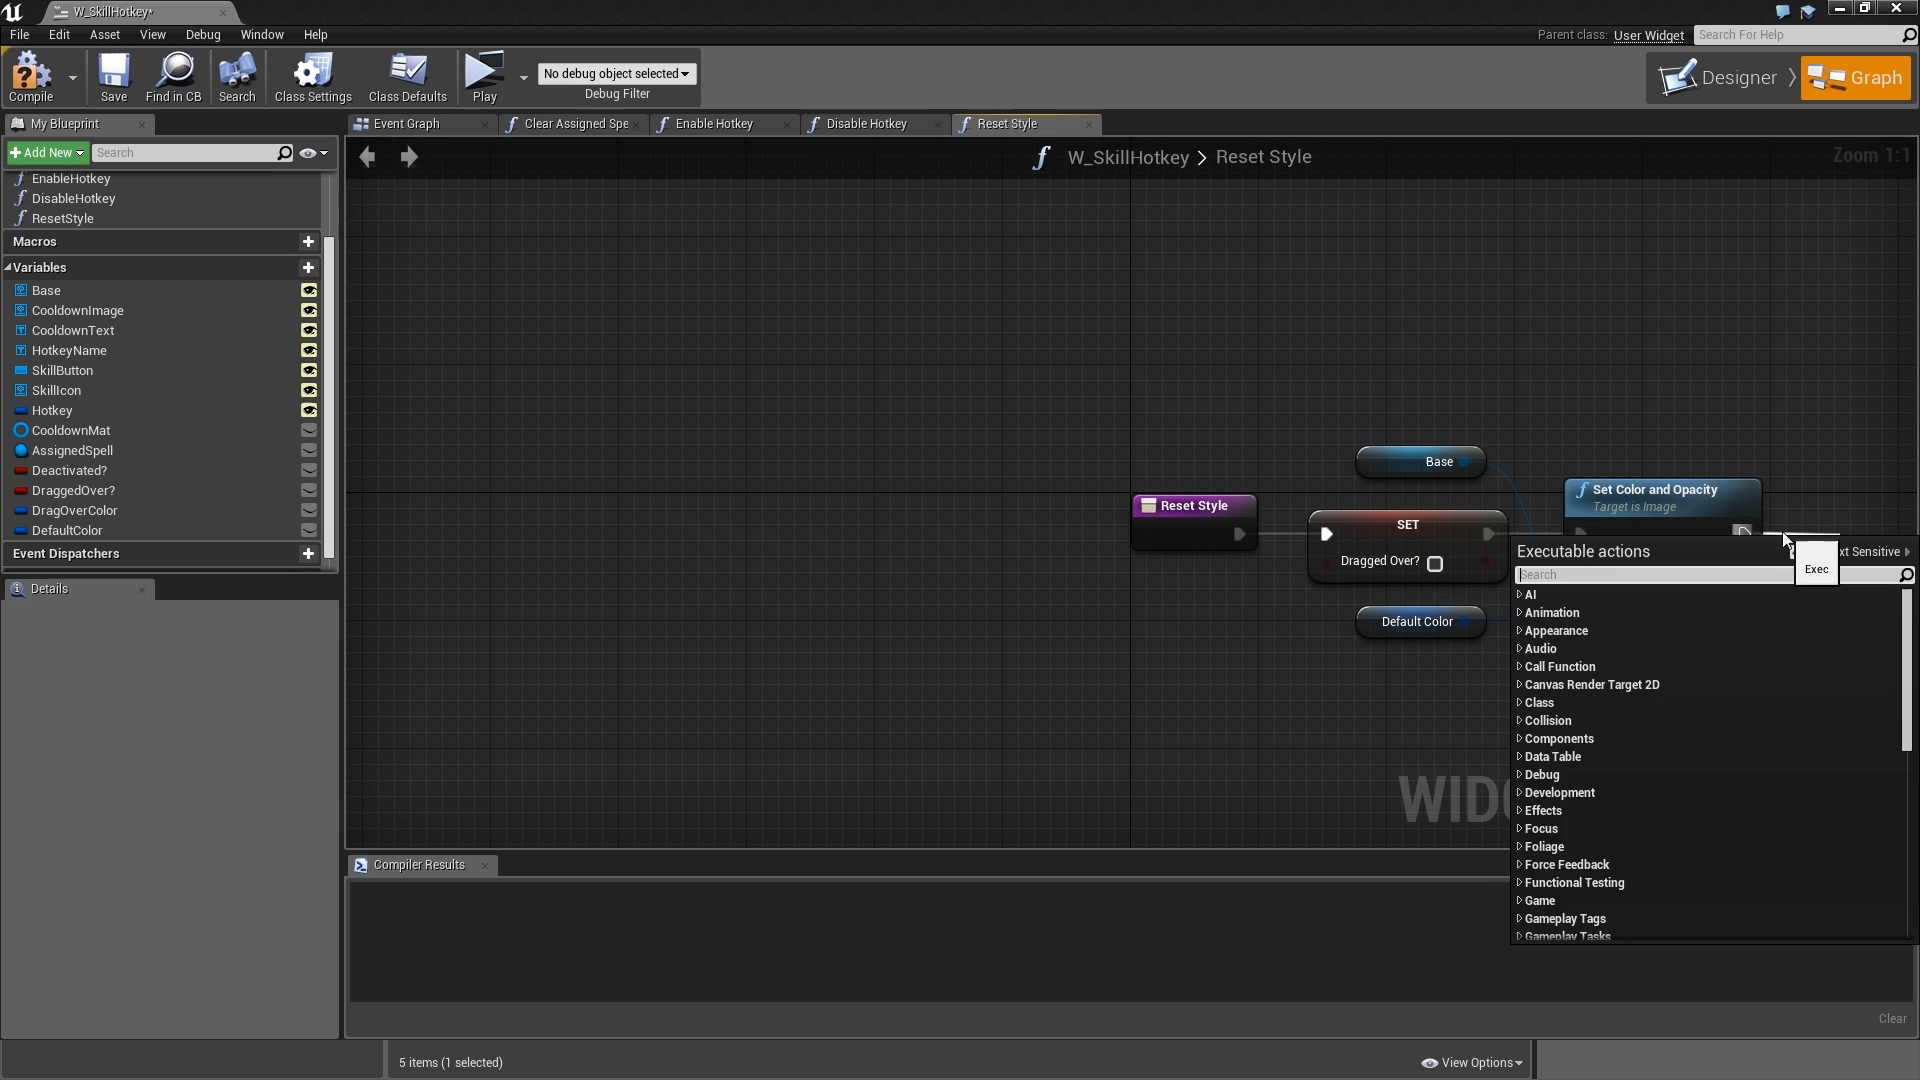 W_SkillHotkey*
File Edit Asset View Debug Window Help
Parent class: User Widget Search For Help
Compile Save Find in CB Search Class Settings Class Defaults Play
No debug object selected
Debug Filter
Designer Graph
My Blueprint
Event Graph Clear Assigned Spe Enable Hotkey Disable Hotkey Reset Style
Add New Search
W_SkillHotkey > Reset Style
Zoom 1:1
EnableHotkey
DisableHotkey
ResetStyle
Macros
Variables
Base
CooldownImage
CooldownText
HotkeyName
SkillButton
SkillIcon
Hotkey
CooldownMat
AssignedSpell
Deactivated?
DraggedOver?
DragOverColor
DefaultColor
Event Dispatchers
Details
Base
Reset Style
SET
Dragged Over?
Default Color
Set Color and Opacity
Target is Image
Executable actions
xt Sensitive
Exec
Search
AI
Animation
Appearance
Audio
Call Function
Canvas Render Target 2D
Class
Collision
Components
Data Table
Debug
Development
Effects
Focus
Foliage
Force Feedback
Functional Testing
Game
Gameplay Tags
Gameplay Tasks
WID
Compiler Results
Clear
5 items (1 selected)
View Options